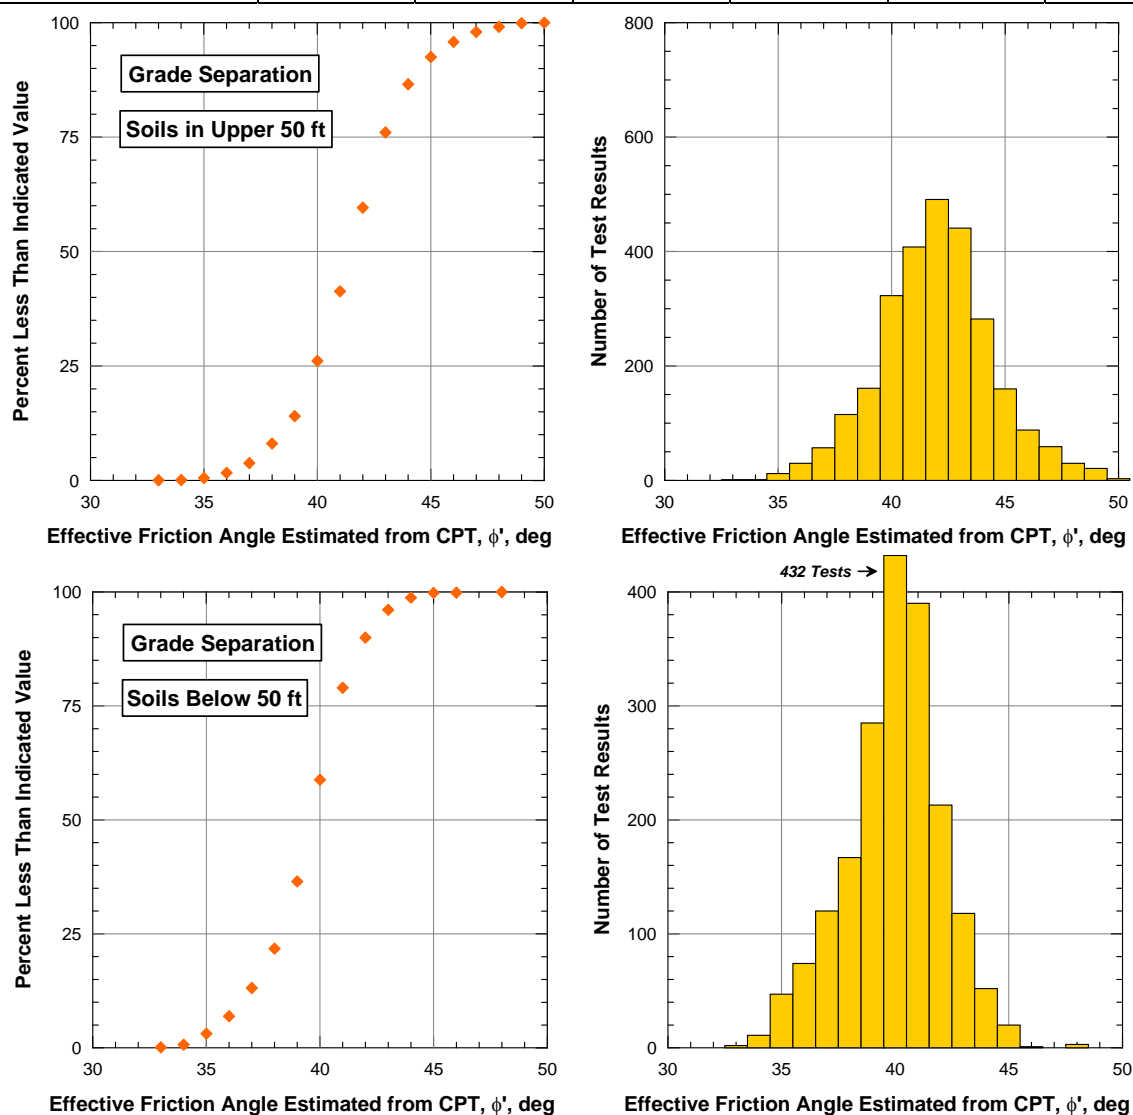 100
75
50
25
0
Percent Less Than Indicated Value
Grade Separation
Soils in Upper 50 ft
30 35 40 45 50
Effective Friction Angle Estimated from CPT, ϕ', deg
800
600
400
200
0
Number of Test Results
30 35 40 45 50
Effective Friction Angle Estimated from CPT, ϕ', deg
100
75
50
25
0
Percent Less Than Indicated Value
Grade Separation
Soils Below 50 ft
30 35 40 45 50
Effective Friction Angle Estimated from CPT, ϕ', deg
432 Tests →
400
300
200
100
0
Number of Test Results
30 35 40 45 50
Effective Friction Angle Estimated from CPT, ϕ', deg